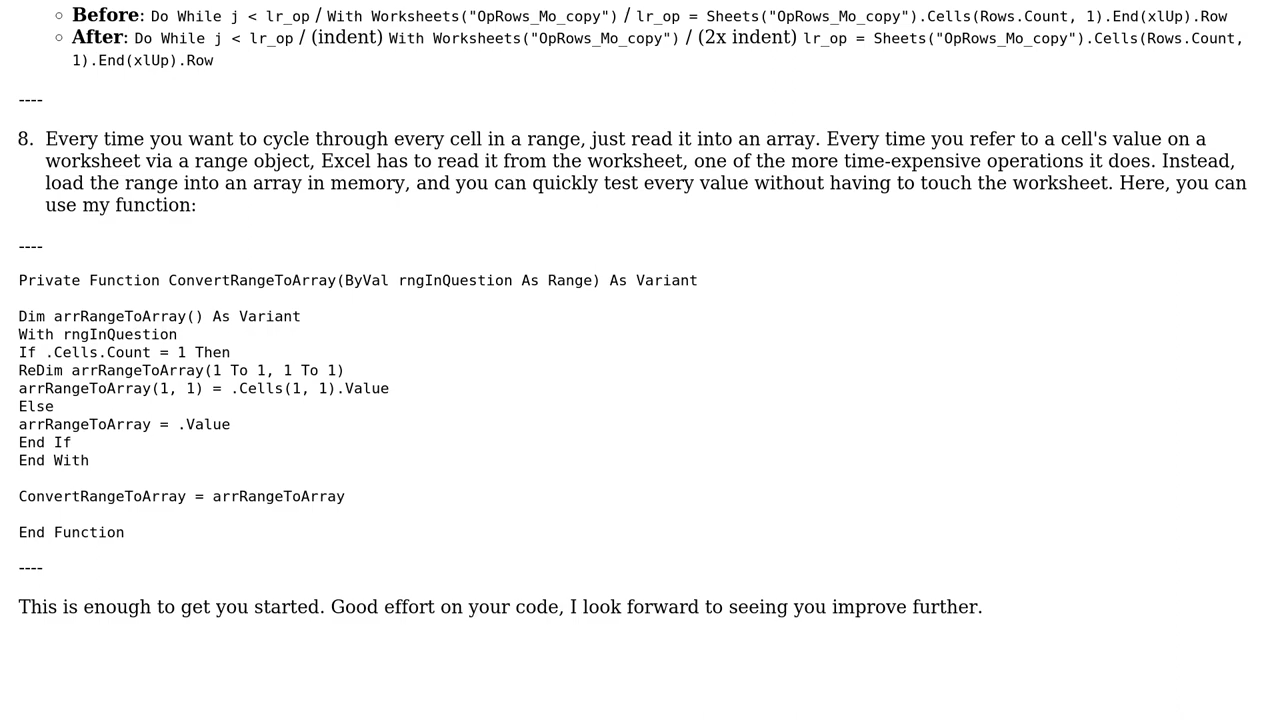 ◦ Before: Do While j < lr_op / With Worksheets("OpRows_Mo_copy") / lr_op = Sheets("OpRows_Mo_copy").Cells(Rows.Count, 1).End(xlUp).Row
◦ After: Do While j < lr_op / (indent) With Worksheets("OpRows_Mo_copy") / (2x indent) lr_op = Sheets("OpRows_Mo_copy").Cells(Rows.Count,
1).End(xlUp).Row
----
8. Every time you want to cycle through every cell in a range, just read it into an array. Every time you refer to a cell's value on a
worksheet via a range object, Excel has to read it from the worksheet, one of the more time-expensive operations it does. Instead,
load the range into an array in memory, and you can quickly test every value without having to touch the worksheet. Here, you can
use my function:
----
Private Function ConvertRangeToArray(ByVal rngInQuestion As Range) As Variant
Dim arrRangeToArray() As Variant
With rngInQuestion
If .Cells.Count = 1 Then
ReDim arrRangeToArray(1 To 1, 1 To 1)
arrRangeToArray(1, 1) = .Cells(1, 1).Value
Else
arrRangeToArray = .Value
End If
End With
ConvertRangeToArray = arrRangeToArray
End Function
----
This is enough to get you started. Good effort on your code, I look forward to seeing you improve further.